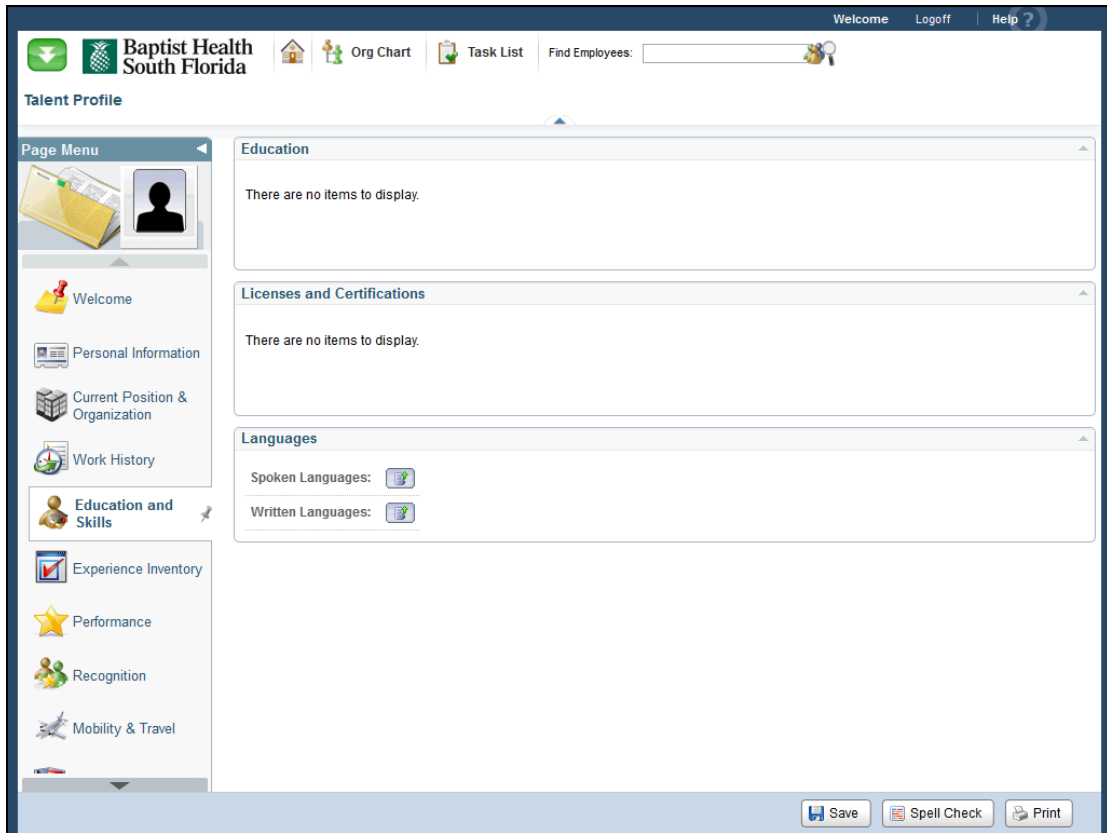 Welcome Logoff | Help ?
Baptist Health
South Florida
Org Chart
Task List
Find Employees:
Talent Profile
Page Menu
Welcome
Personal Information
Current Position &
Organization
Work History
Education and
Skills
Experience Inventory
Performance
Recognition
Mobility & Travel
Education
There are no items to display.
Licenses and Certifications
There are no items to display.
Languages
Spoken Languages:
Written Languages:
Save
Spell Check
Print